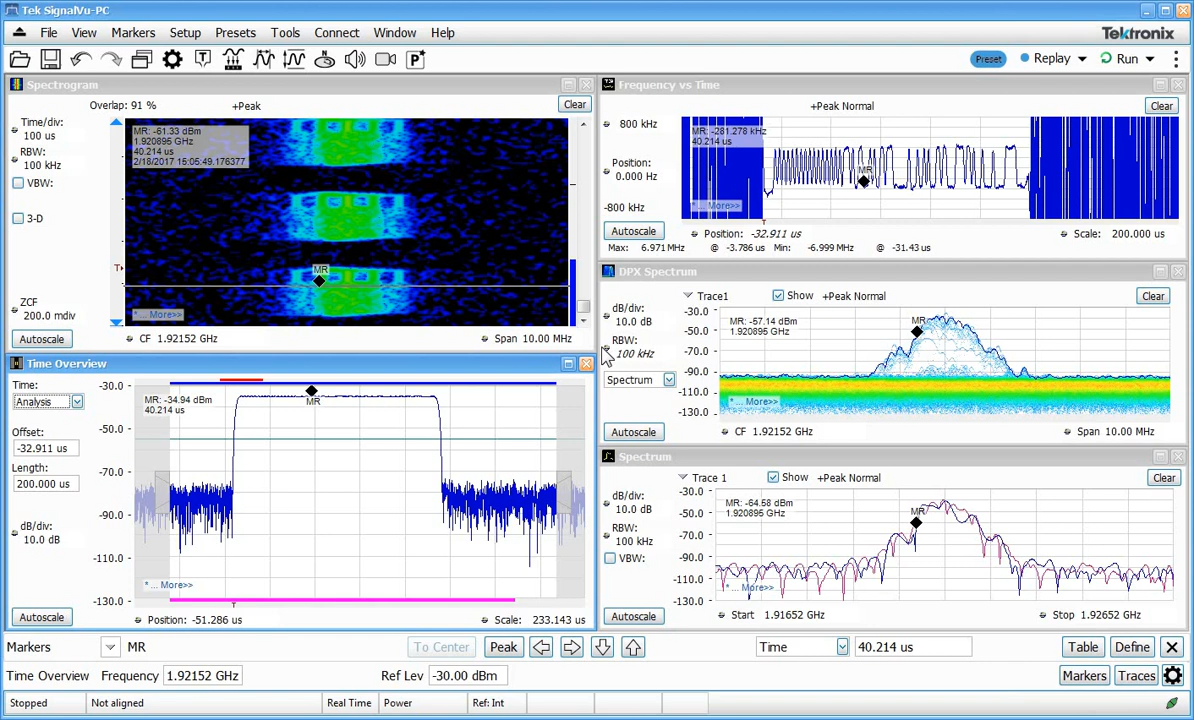 Tek SignalVu-PC
File View Markers Setup Presets Tools Connect Window Help
Tektronix
Preset Replay Run
Spectrogram
Overlap: 91 % +Peak Clear
Time/div:
100 us
RBW:
100 kHz
VBW:
3-D
ZCF
200.0 mdiv
Autoscale
MR: -61.33 dBm
1.920895 GHz
40.214 us
2/18/2017 15:05:49.176377
MR
T
* ... More>>
CF 1.92152 GHz Span 10.00 MHz
Frequency vs Time
+Peak Normal Clear
800 kHz
Position:
0.000 Hz
-800 kHz
Autoscale
MR: -281.278 kHz
40.214 us
MR
* ... More>>
T
Position: -32.911 us Scale: 200.000 us
Maxs: 6.971 MHz @ -3.786 us Min: -6.999 MHz @ -31.43 us
DPX Spectrum
Trace1 Show +Peak Normal Clear
dB/div:
10.0 dB
RBW:
100 kHz
Spectrum
Autoscale
-30.0
-50.0
-70.0
-90.0
-110.0
-130.0
MR: -57.14 dBm
1.920895 GHz
MR
* ... More>>
CF 1.92152 GHz Span 10.00 MHz
Time Overview
Time:
Analysis
Offset:
-32.911 us
Length:
200.000 us
dB/div:
10.0 dB
Autoscale
-30.0
-50.0
-70.0
-90.0
-110.0
-130.0
MR: -34.94 dBm
40.214 us
MR
* ... More>>
T
Position: -51.286 us Scale: 233.143 us
Spectrum
Trace 1 Show +Peak Normal Clear
dB/div:
10.0 dB
RBW:
100 kHz
VBW:
Autoscale
-30.0
-50.0
-70.0
-90.0
-110.0
-130.0
MR: -64.58 dBm
1.920895 GHz
MR
* ... More>>
Start 1.91652 GHz Stop 1.92652 GHz
Markers MR To Center Peak Time 40.214 us Table Define
Time Overview Frequency 1.92152 GHz Ref Lev -30.00 dBm Markers Traces
Stopped Not aligned Real Time Power Ref: Int